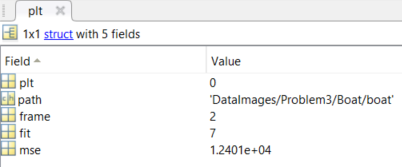 plt
1x1 struct with 5 fields
Field Value
plt 0
path 'DataImages/Problem3/Boat/boat'
frame 2
fit 7
mse 1.2401e+04